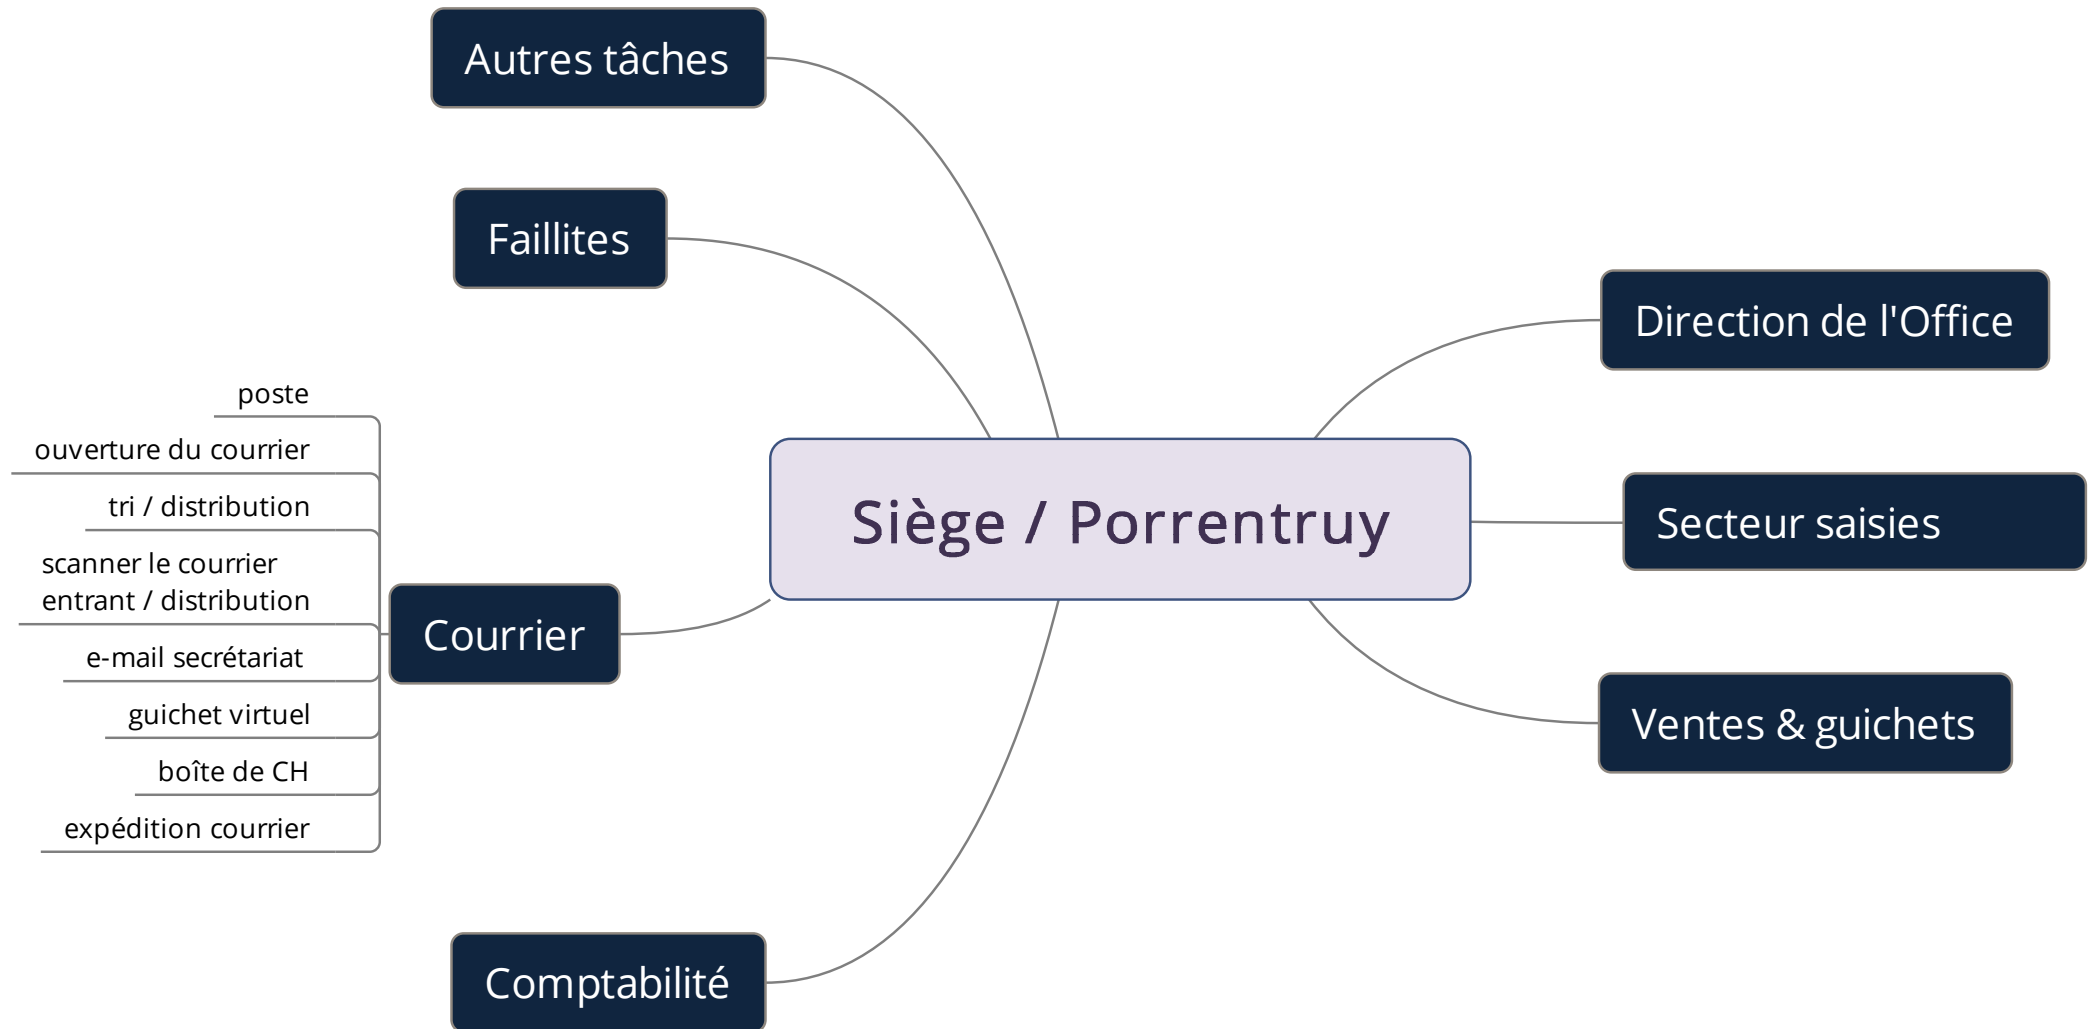 Autres tâches
Faillites
Direction de l'Office
poste
ouverture du courrier
tri / distribution
scanner le courrier
entrant / distribution
e-mail secrétariat
guichet virtuel
boîte de CH
expédition courrier
Courrier
Siège / Porrentruy
Secteur saisies
Ventes & guichets
Comptabilité